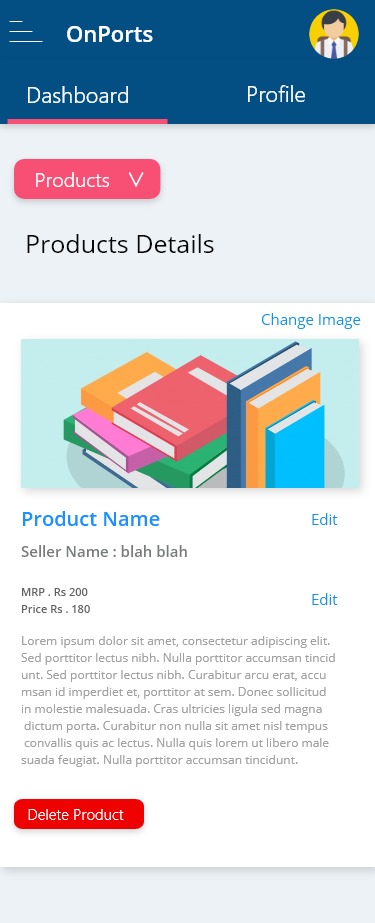 OnPorts
Dashboard
Profile
Products
Products Details
Change Image
Product Name
Edit
Seller Name : blah blah
MRP . Rs 200
Price Rs . 180
Edit
Lorem ipsum dolor sit amet, consectetur adipiscing elit.
Sed porttitor lectus nibh. Nulla porttitor accumsan tincid
unt. Sed porttitor lectus nibh. Curabitur arcu erat, accu
msan id imperdiet et, porttitor at sem. Donec sollicitud
in molestie malesuada. Cras ultricies ligula sed magna
dictum porta. Curabitur non nulla sit amet nisl tempus
convallis quis ac lectus. Nulla quis lorem ut libero male
suada feugiat. Nulla porttitor accumsan tincidunt.
Delete Product